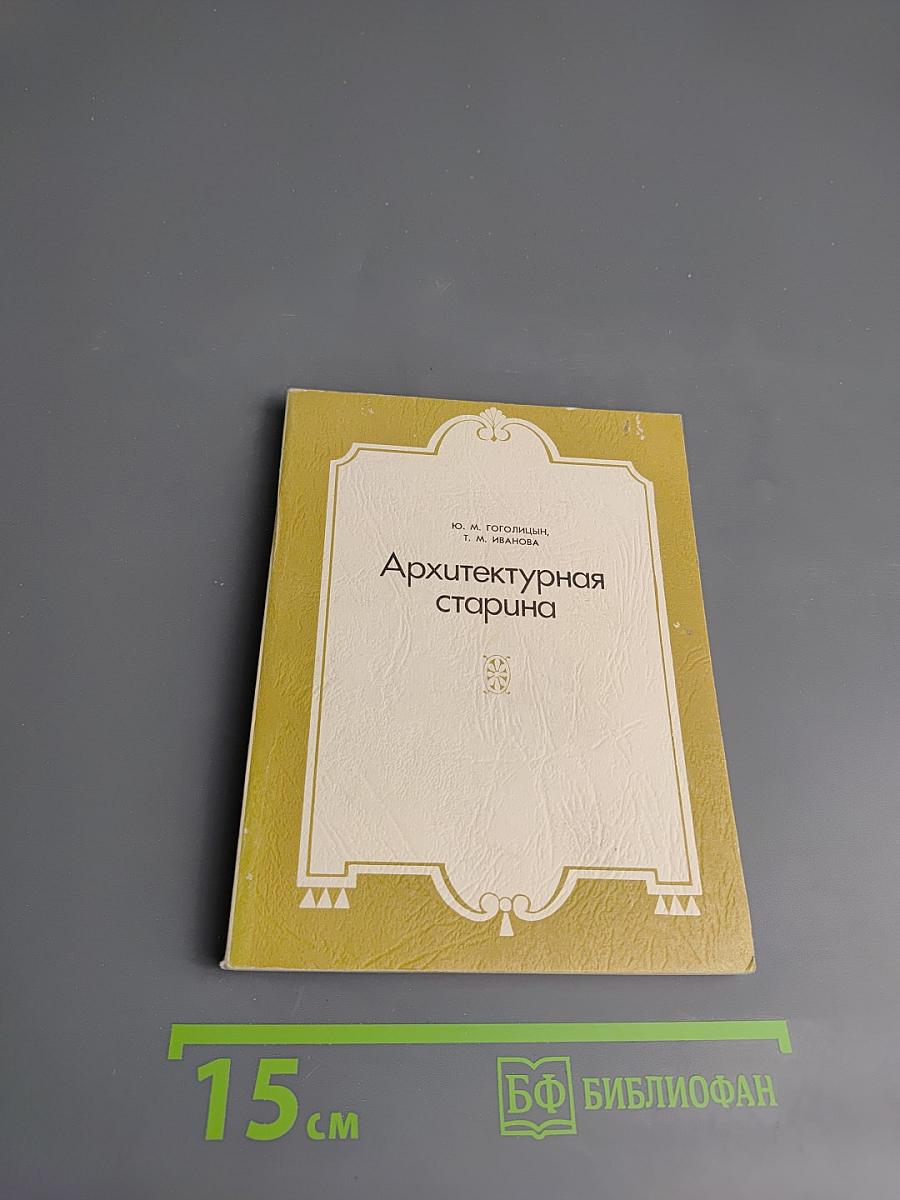 Ю. М. ГОГОЛИЦЫН,
Т. М. ИВАНОВА
Архитектурная
старина
15 см
БФ БИБЛИОФАН